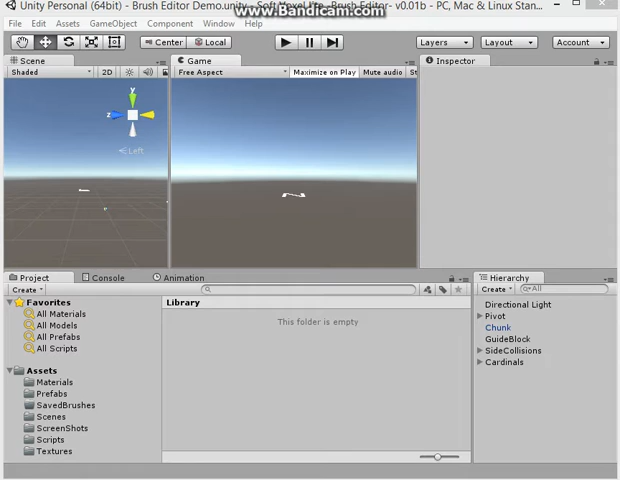 Unity Personal (64bit) - Brush Editor Demo.unity - Soft Voxel Lite -Brush Editor- v0.01b - PC, Mac & Linux Stan...
www.Bandicam.com
File Edit Assets GameObject Component Window Help
Center Local Layers Layout Account
Scene Game Inspector
Shaded 2D Free Aspect Maximize on Play Mute audio
y
z
Left
Project Console Animation Hierarchy
Create Create All
Favorites
All Materials
All Models
All Prefabs
All Scripts
Assets
Materials
Prefabs
SavedBrushes
Scenes
ScreenShots
Scripts
Textures
Library
This folder is empty
Directional Light
Pivot
Chunk
GuideBlock
SideCollisions
Cardinals